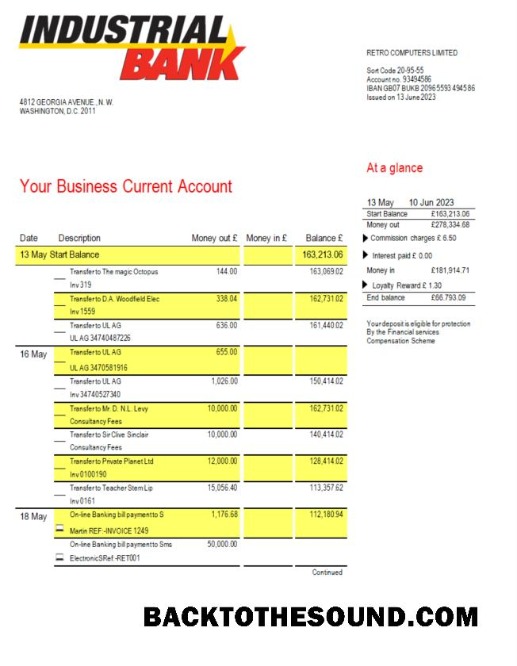 INDUSTRIAL
BANK
4812 GEORGIA AVENUE., N. W.
WASHINGTON, D.C. 2011
RETRO COMPUTERS LIMITED
Sort Code 20-95-55
Account no. 93494586
IBAN GB07 BUKB 2096 5593 4945 86
Issued on 13 June 2023
At a glance
Your Business Current Account
13 May 10 Jun 2023
Start Balance £163,213.06
Money out £278,334.68
Commission charges £ 6.50
Interest paid £ 0.00
Money in £181,914.71
Loyalty Reward £ 1.30
End balance £66,793.09
Your deposit is eligible for protection
By the Financial services
Compensation Scheme
Date Description Money out £ Money in £ Balance £
13 May Start Balance 163,213.06
Transfer to The magic Octopus 144.00 163,069.02
Inv 319
Transfer to D.A. Woodfield Elec 338.04 162,731.02
Inv 1559
Transfer to UL AG 636.00 161,440.02
UL AG 34740487226
16 May Transfer to UL AG 655.00
UL AG 3470581916
Transfer to UL AG 1,026.00 150,414.02
Inv 34740527340
Transfer to Mr. D. N.L. Levy 10,000.00 162,731.02
Consultancy Fees
Transfer to Sir Clive Sinclair 10,000.00 140,414.02
Consultancy Fees
Transfer to Private Planet Ltd 12,000.00 128,414.02
Inv 0100190
Transfer to Teacher Stem Lip 15,056.40 113,357.62
Inv 0161
18 May On-line Banking bill payment to S 1,176.68 112,180.94
Martin REF:-INVOICE 1249
On-line Banking bill payment to Sms 50,000.00
ElectronicSRef:-RET001
Continued
BACKTOTHESOUND.COM